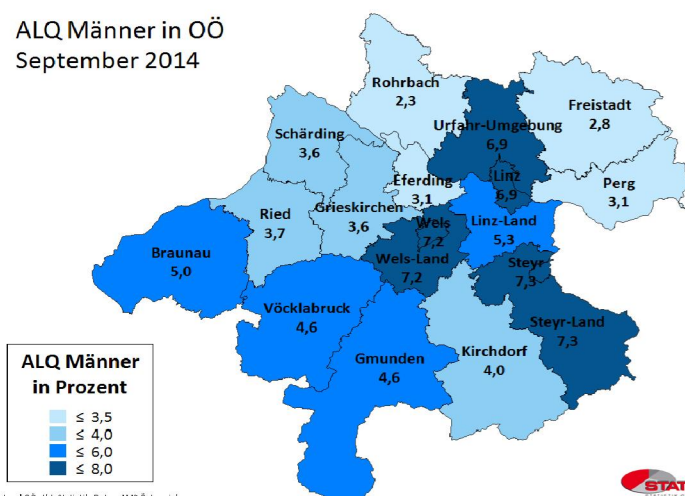 ALQ Männer in OÖ
September 2014
Rohrbach
2,3
Freistadt
2,8
Urfahr-Umgebung
6,9
Schärding
3,6
Linz
6,9
Eferding
3,1
Perg
3,1
Ried
3,7
Grieskirchen
3,6
Wels
7,2
Linz-Land
5,3
Braunau
5,0
Wels-Land
7,2
Steyr
7,3
Vöcklabruck
4,6
Steyr-Land
7,3
Gmunden
4,6
Kirchdorf
4,0
ALQ Männer
in Prozent
≤ 3,5
≤ 4,0
≤ 6,0
≤ 8,0
STAT